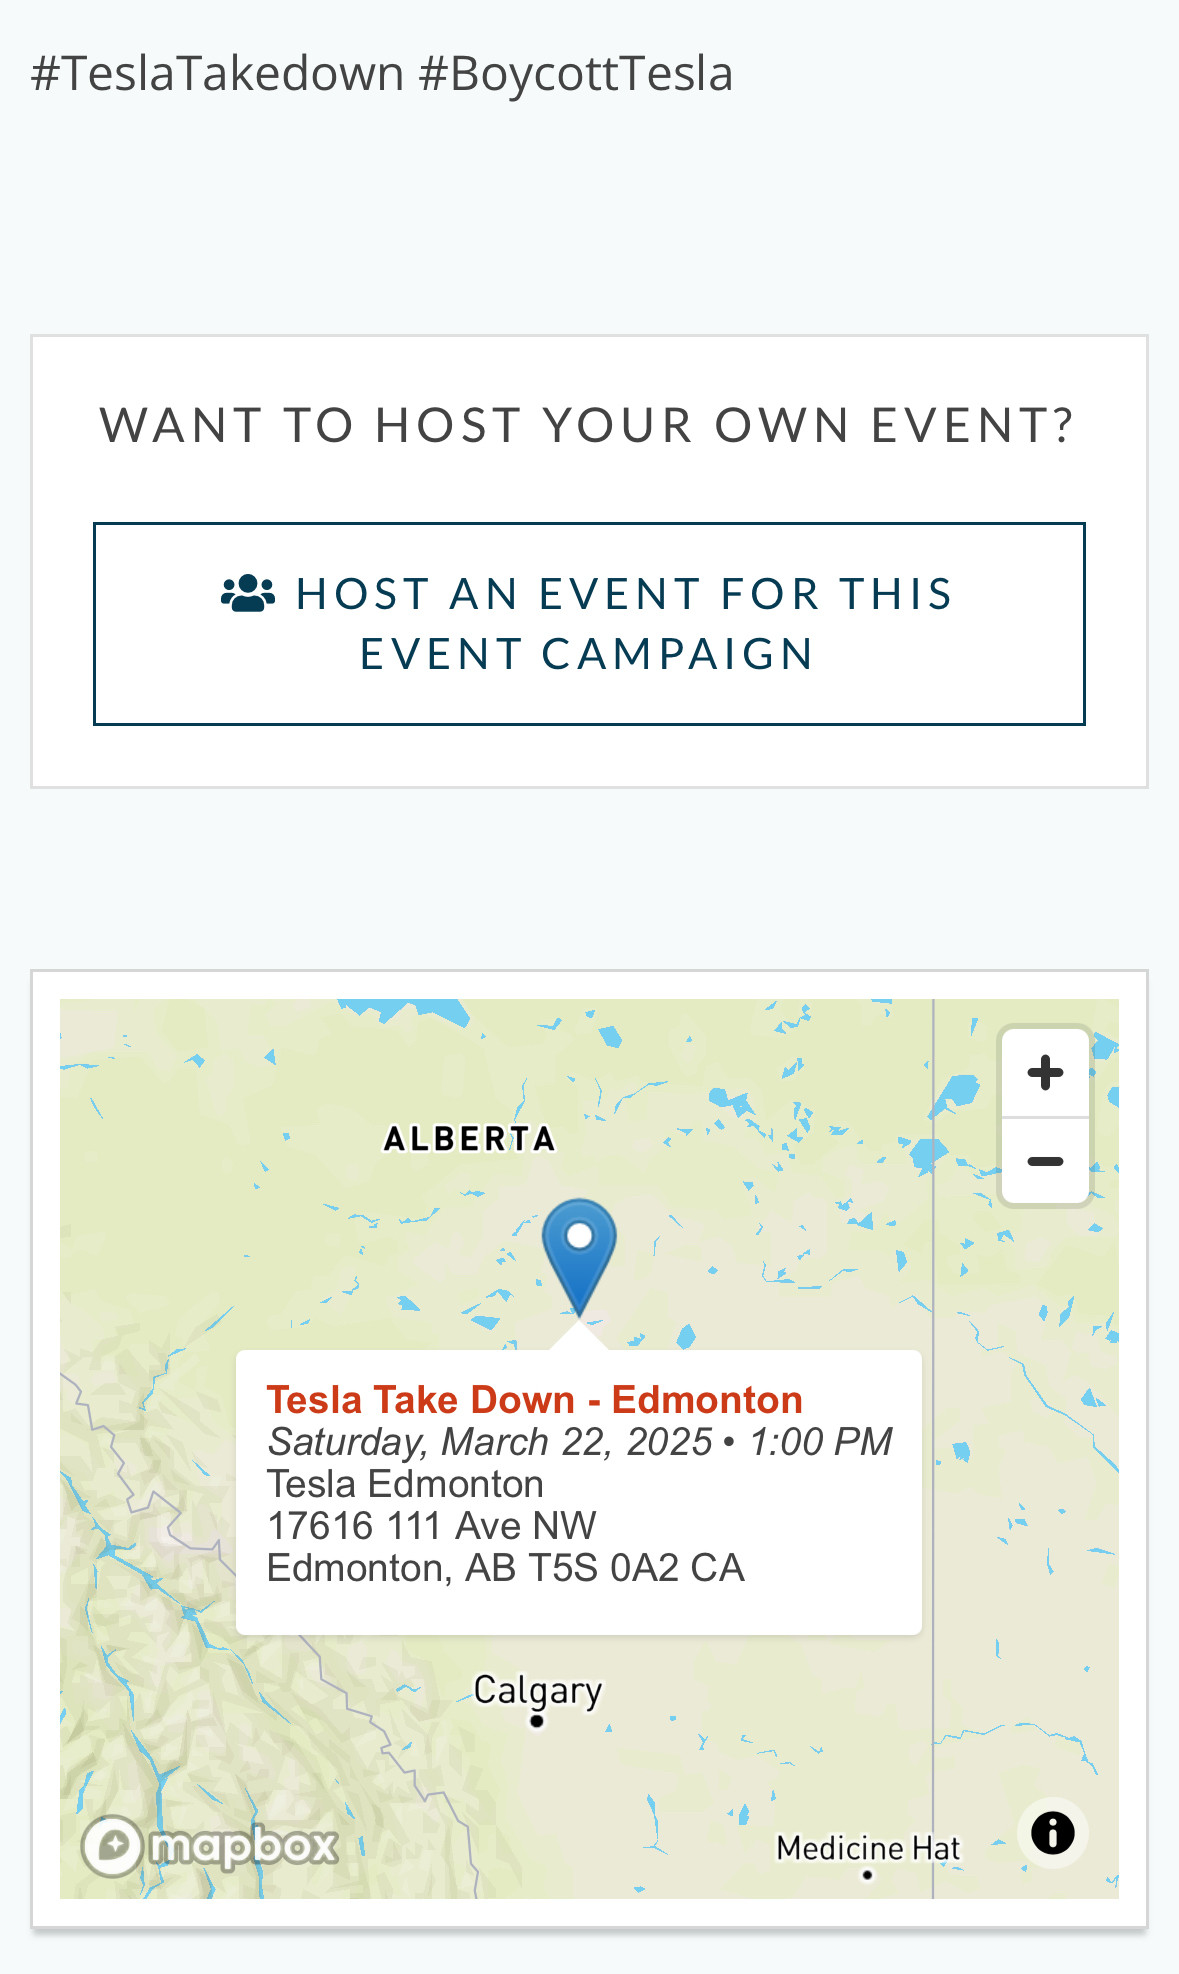 #TeslaTakedown #BoycottTesla
WANT TO HOST YOUR OWN EVENT?
HOST AN EVENT FOR THIS
EVENT CAMPAIGN
ALBERTA
Tesla Take Down - Edmonton
Saturday, March 22, 2025 • 1:00 PM
Tesla Edmonton
17616 111 Ave NW
Edmonton, AB T5S 0A2 CA
Calgary
Medicine Hat
mapbox